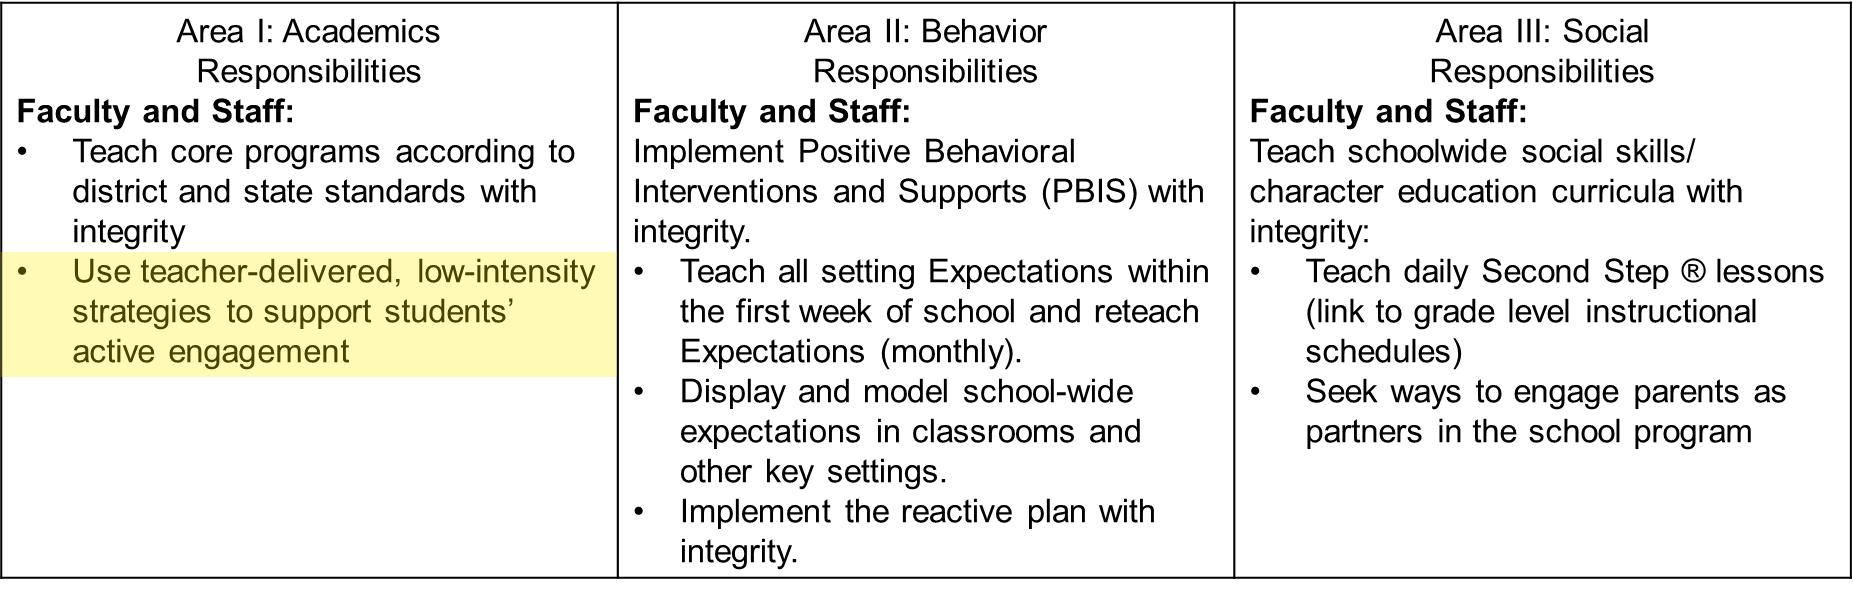 Area I: Academics
Responsibilities
Faculty and Staff:
• Teach core programs according to
district and state standards with
integrity
• Use teacher-delivered, low-intensity
strategies to support students’
active engagement
Area II: Behavior
Responsibilities
Faculty and Staff:
Implement Positive Behavioral
Interventions and Supports (PBIS) with
integrity.
• Teach all setting Expectations within
the first week of school and reteach
Expectations (monthly).
• Display and model school-wide
expectations in classrooms and
other key settings.
• Implement the reactive plan with
integrity.
Area III: Social
Responsibilities
Faculty and Staff:
Teach schoolwide social skills/
character education curricula with
integrity:
• Teach daily Second Step ® lessons
(link to grade level instructional
schedules)
• Seek ways to engage parents as
partners in the school program